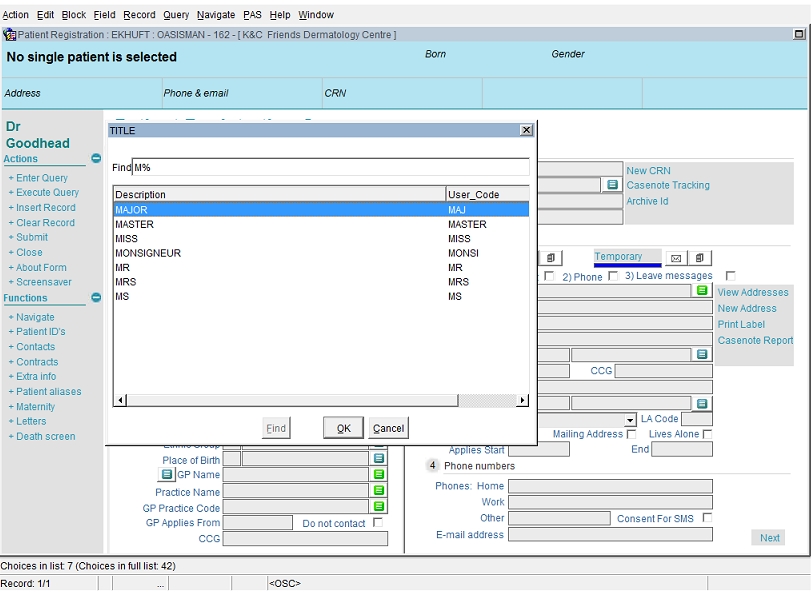 Action Edit Block Field Record Query Navigate PAS Help Window
Patient Registration : EKHUFT : OASISMAN - 162 - [ K&C Friends Dermatology Centre ]
No single patient is selected
Born
Gender
Address
Phone & email
CRN
Dr
Goodhead
Actions
+ Enter Query
+ Execute Query
+ Insert Record
+ Clear Record
+ Submit
+ Close
+ About Form
+ Screensaver
Functions
+ Navigate
+ Patient ID's
+ Contacts
+ Contracts
+ Extra info
+ Patient aliases
+ Maternity
+ Letters
+ Death screen
TITLE
Find M%
Description User_Code
MAJOR MAJ
MASTER MASTER
MISS MISS
MONSIGNEUR MONSI
MR MR
MRS MRS
MS MS
Find OK Cancel
New CRN
Casenote Tracking
Archive Id
Temporary
2) Phone 3) Leave messages
View Addresses
New Address
Print Label
Casenote Report
CCG
LA Code
Mailing Address Lives Alone
Applies Start End
4 Phone numbers
Phones: Home
Work
Other Consent For SMS
E-mail address
Next
Ethnic Group
Place of Birth
GP Name
Practice Name
GP Practice Code
GP Applies From Do not contact
CCG
Choices in list: 7 (Choices in full list: 42)
Record: 1/1 ... <OSC>